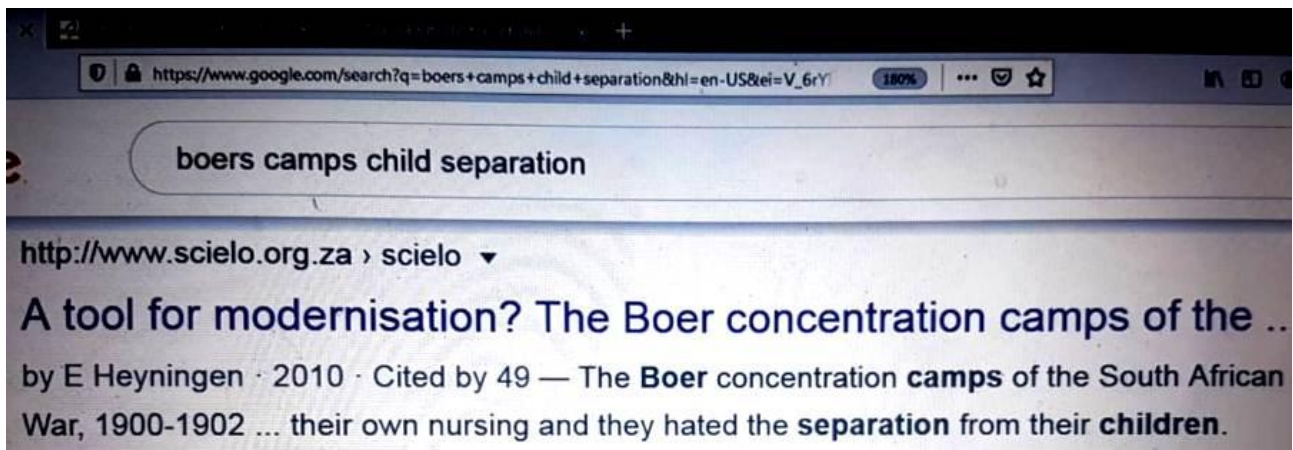 https://www.google.com/search?q=boers+camps+child+separation&hl=en-US&ei=V_6rY 180%
boers camps child separation
http://www.scielo.org.za › scielo
A tool for modernisation? The Boer concentration camps of the ..
by E Heyningen · 2010 · Cited by 49 — The Boer concentration camps of the South African
War, 1900-1902 ... their own nursing and they hated the separation from their children.